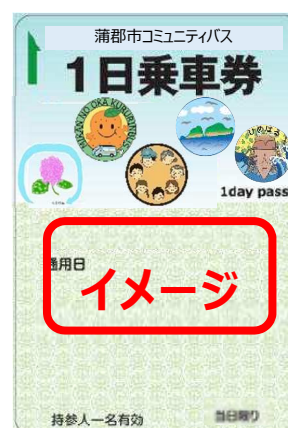 蒲郡市コミュニティバス
1日乗車券
1day pass
通用日
イメージ
持参人一名有効
当日限り